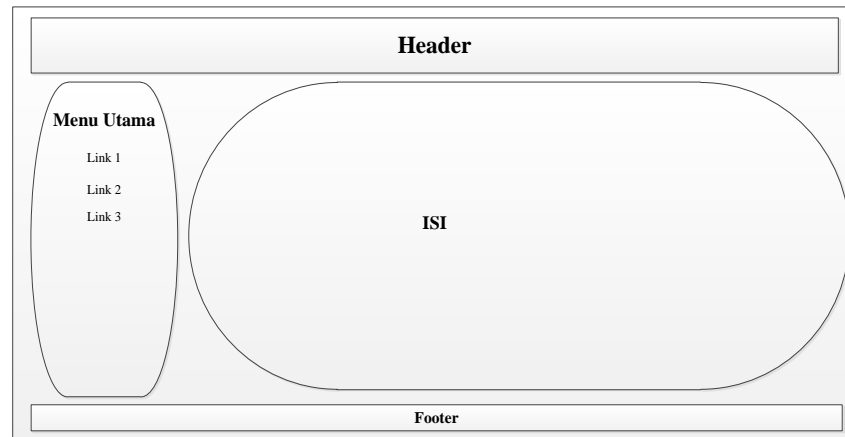 Header
Menu Utama
Link 1
Link 2
Link 3
ISI
Footer